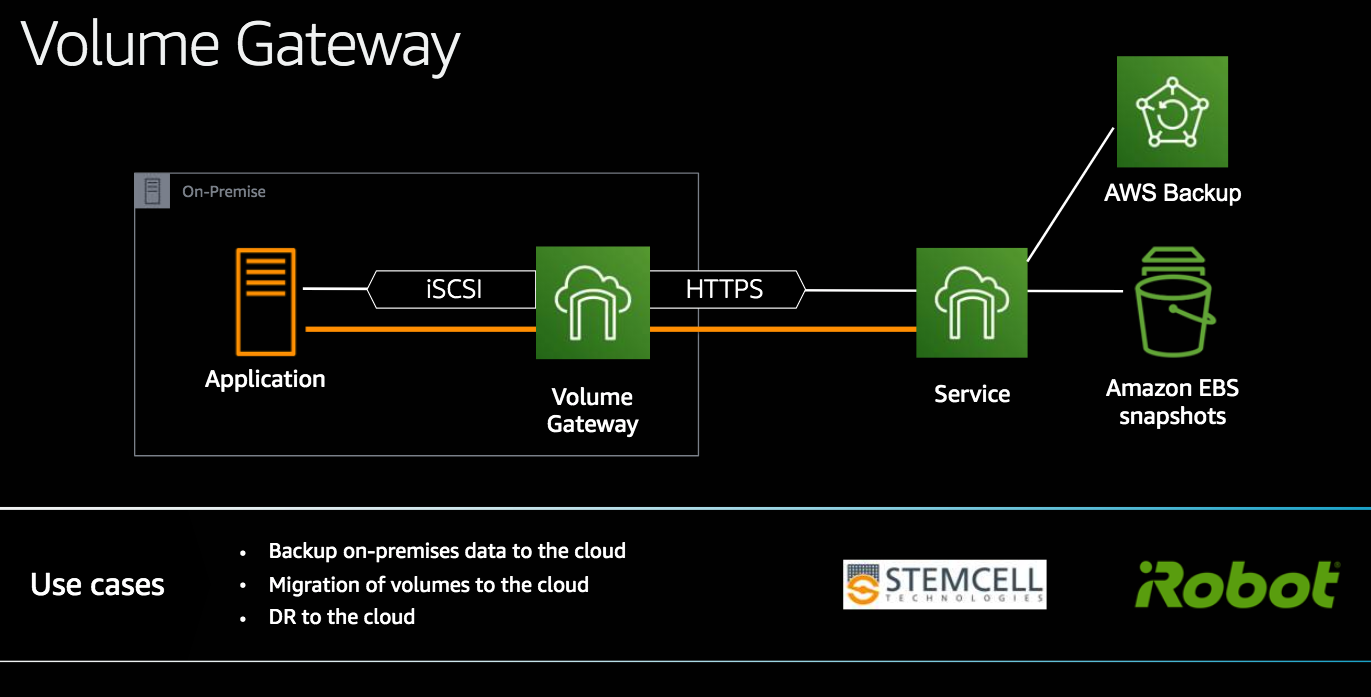 Volume Gateway
On-Premise
iSCSI
HTTPS
Application
Volume
Gateway
Service
AWS Backup
Amazon EBS
snapshots
Use cases
• Backup on-premises data to the cloud
• Migration of volumes to the cloud
• DR to the cloud
STEMCELL
TECHNOLOGIES
iRobot®